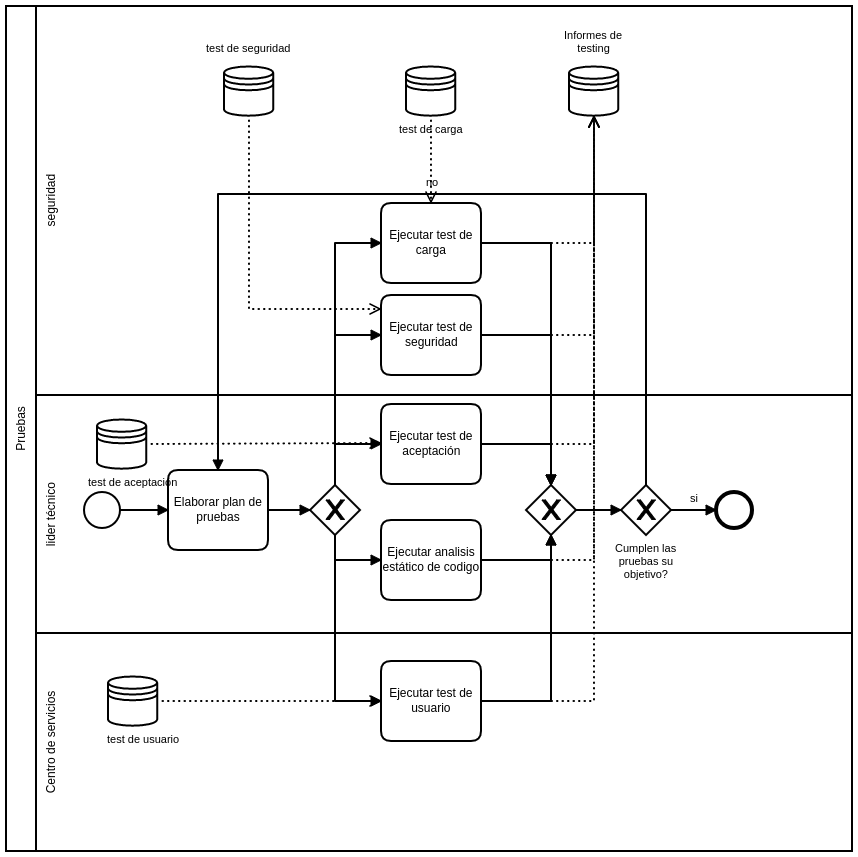 Informes de
testing
test de seguridad
test de carga
no
seguridad
Ejecutar test de
carga
Ejecutar test de
seguridad
Pruebas
lider técnico
test de aceptación
Elaborar plan de
pruebas
Ejecutar test de
aceptación
X
X
X
si
Cumplen las
pruebas su
objetivo?
Ejecutar analisis
estático de codigo
Centro de servicios
test de usuario
Ejecutar test de
usuario